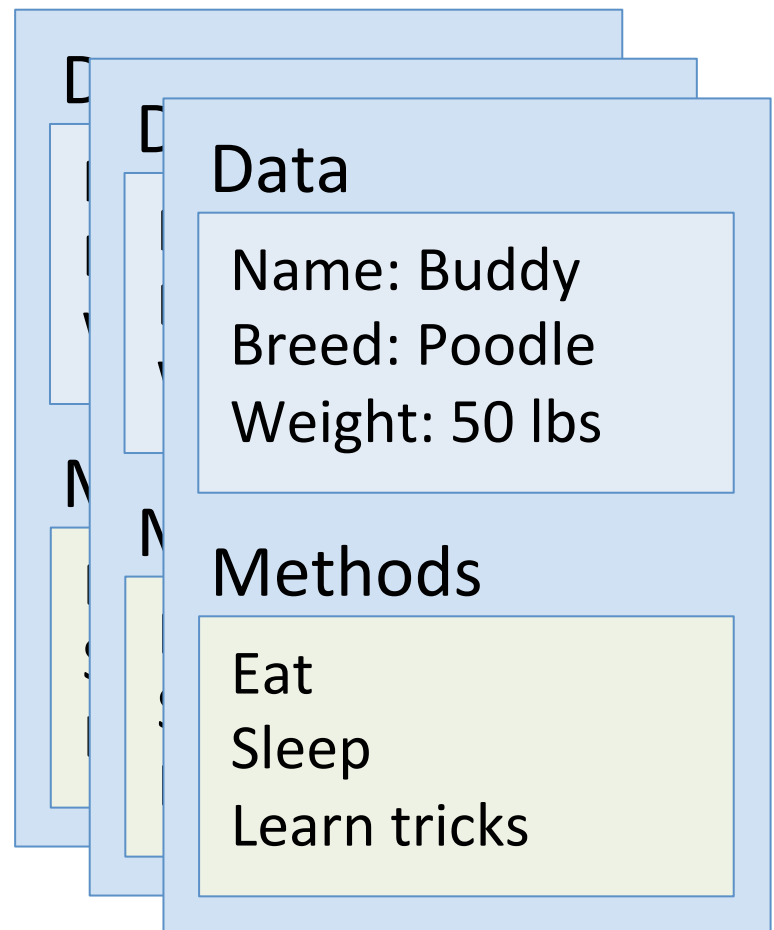 Data
Name: Buddy
Breed: Poodle
Weight: 50 lbs
Methods
Eat
Sleep
Learn tricks